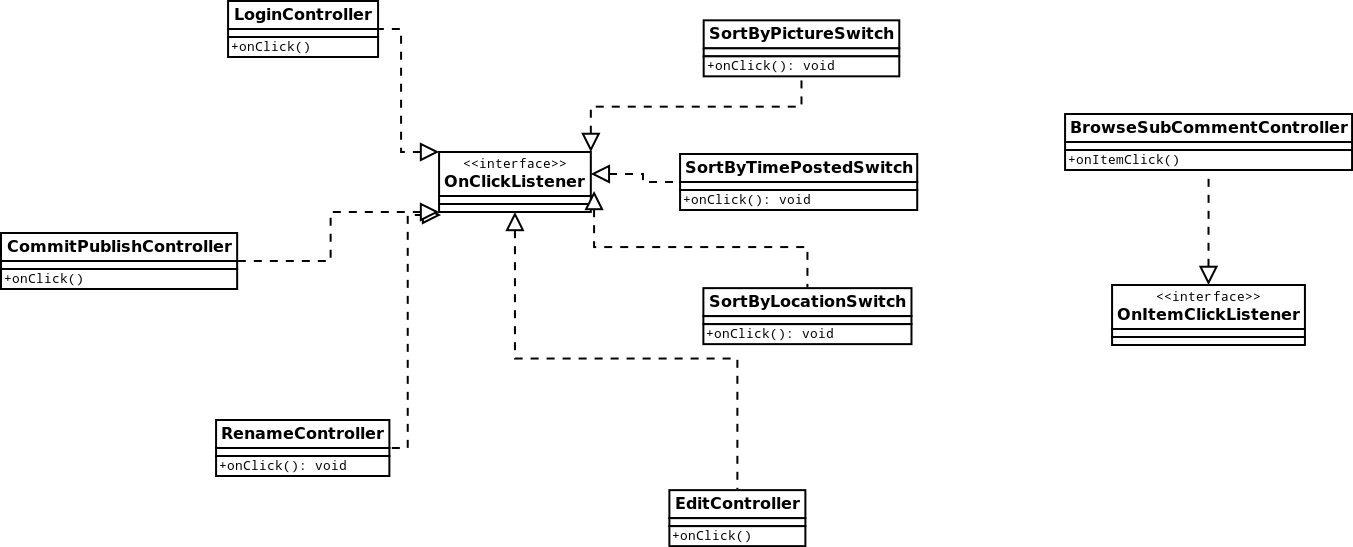 LoginController
+onClick()
SortByPictureSwitch
+onClick(): void
BrowseSubCommentController
+onItemClick()
<<interface>>
OnClickListener
SortByTimePostedSwitch
+onClick(): void
CommitPublishController
+onClick()
SortByLocationSwitch
+onClick(): void
<<interface>>
OnItemClickListener
RenameController
+onClick(): void
EditController
+onClick()